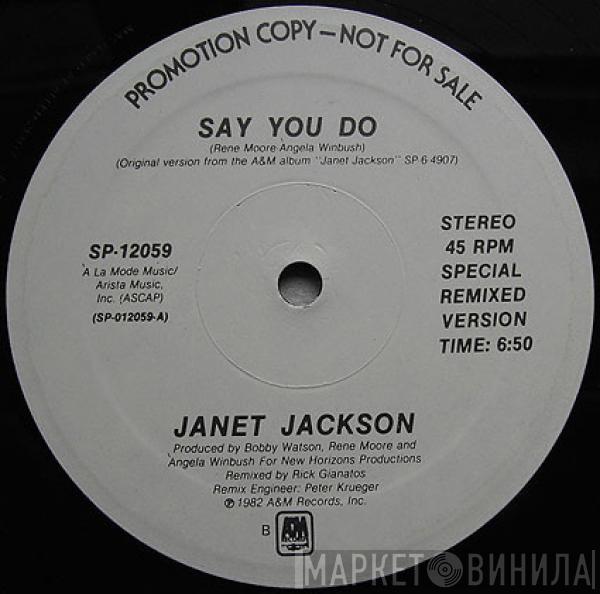 PROMOTION COPY—NOT FOR SALE
SAY YOU DO
(Rene Moore-Angela Winbush)
(Original version from the A&M album "Janet Jackson" SP 6-4907)
SP-12059
A La Mode Music/
Arista Music,
Inc. (ASCAP)
(SP-012059-A)
STEREO
45 RPM
SPECIAL
REMIXED
VERSION
TIME: 6:50
JANET JACKSON
Produced by Bobby Watson, Rene Moore and
Angela Winbush For New Horizons Productions
Remixed by Rick Gianatos
Remix Engineer: Peter Krueger
℗ 1982 A&M Records, Inc.
B
A&M
RECORDS
МАРКЕТ ВИНИЛА